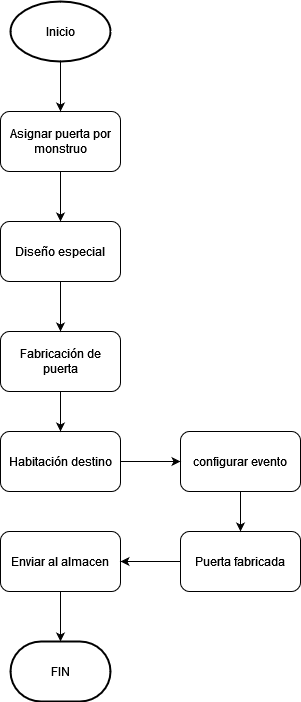 Inicio
Asignar puerta por
monstruo
Diseño especial
Fabricación de
puerta
Habitación destino
configurar evento
Puerta fabricada
Enviar al almacen
FIN